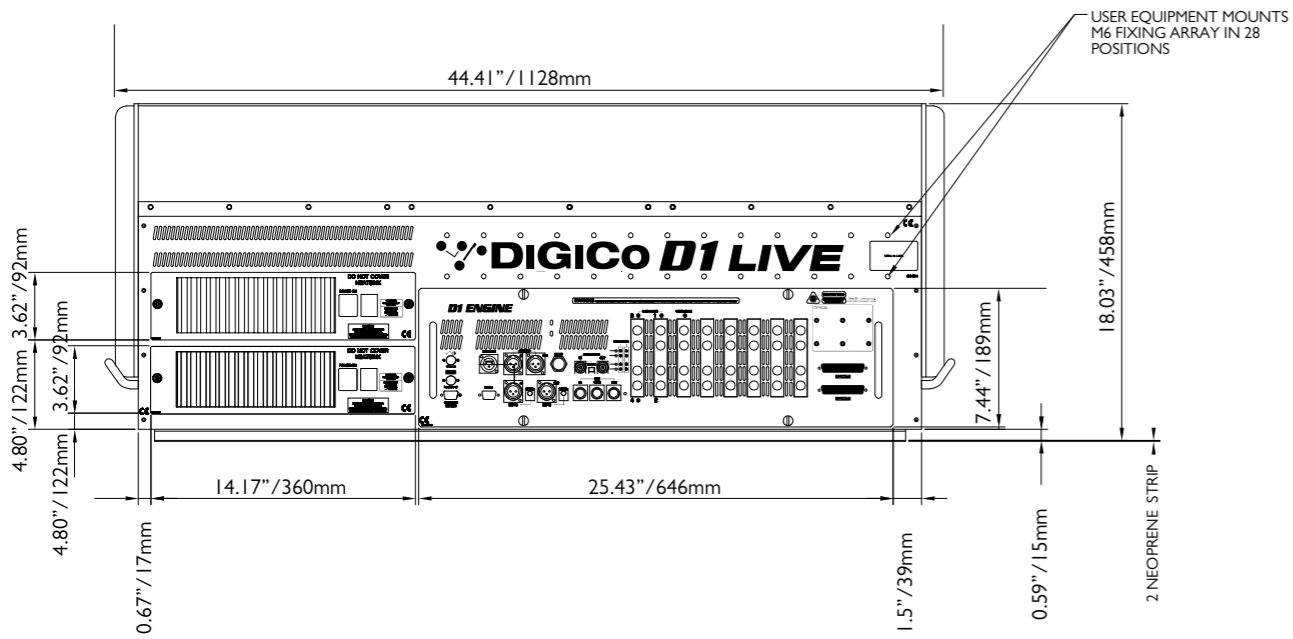 USER EQUIPMENT MOUNTS
M6 FIXING ARRAY IN 28
POSITIONS
44.41”/1128mm
18.03”/458mm
DiGiCo D1 LIVE
3.62”/92mm
DO NOT COVER
HEATSINK
D1 ENGINE
3.62”/92mm
DO NOT COVER
HEATSINK
4.80”/122mm
4.80”/122mm
7.44”/189mm
14.17”/360mm
25.43”/646mm
0.67”/17mm
1.5”/39mm
0.59”/15mm
2 NEOPRENE STRIP